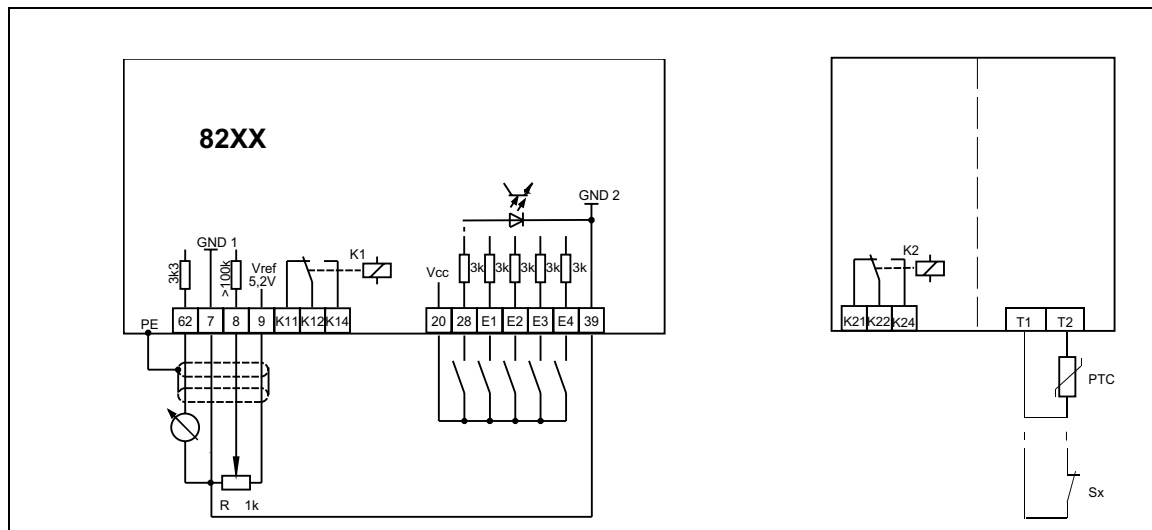 82XX
GND 2
GND 1
K1
K2
3k3
>100k
Vref
5,2V
Vcc
3k
3k
3k
3k
3k
PE
62
7
8
9
K11
K12
K14
20
28
E1
E2
E3
E4
39
K21
K22
K24
T1
T2
PTC
R 1k
Sx